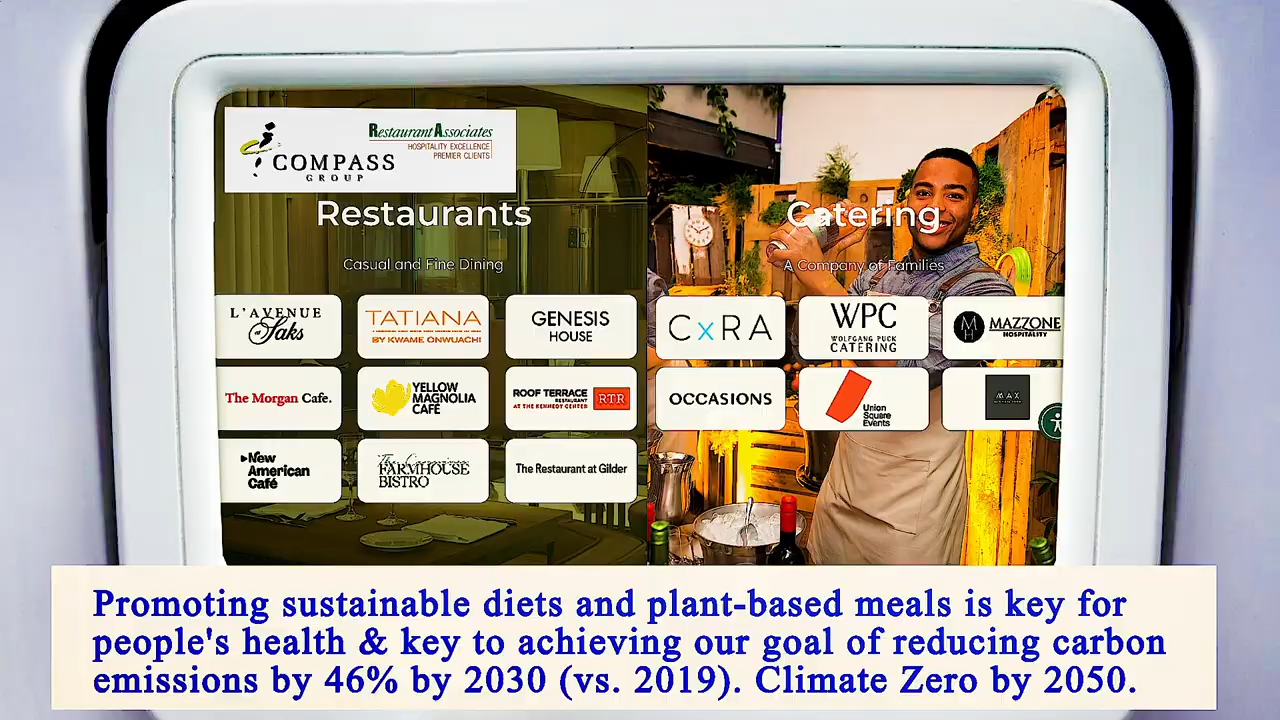 COMPASS
GROUP
Restaurant Associates
HOSPITALITY EXCELLENCE
PREMIER CLIENTS
Restaurants
Casual and Fine Dining
L'AVENUE
at Saks
TATIANA
BY KWAME ONWUACHI
GENESIS
HOUSE
The Morgan Cafe.
YELLOW
MAGNOLIA
CAFÉ
ROOF TERRACE
RESTAURANT
AT THE KENNEDY CENTER
RTR
New
American
Café
FARMHOUSE
BISTRO
The Restaurant at Gilder
Catering
A Company of Families
CxRA
WPC
WOLFGANG PUCK
CATERING
MH
MAZZONE
HOSPITALITY
OCCASIONS
Union
Square
Events
MAX
Promoting sustainable diets and plant-based meals is key for
people's health & key to achieving our goal of reducing carbon
emissions by 46% by 2030 (vs. 2019). Climate Zero by 2050.